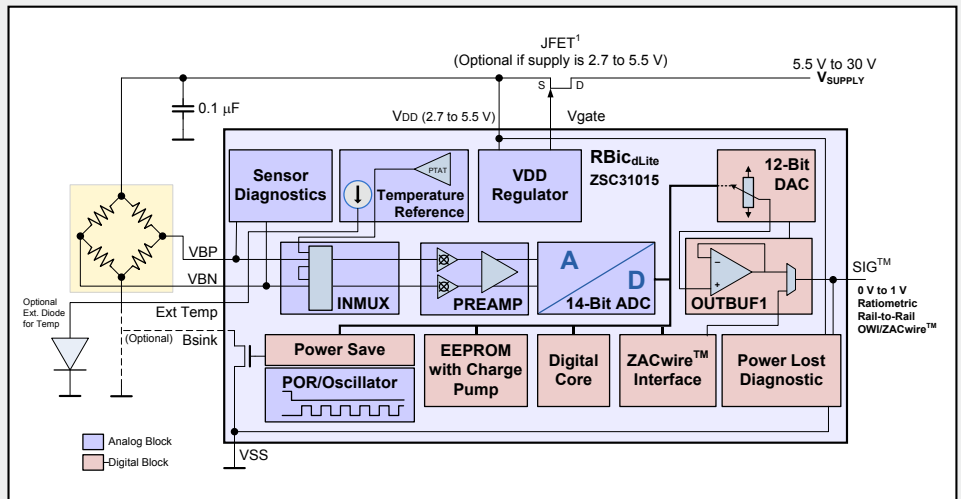 JFET1
(Optional if supply is 2.7 to 5.5 V)
5.5 V to 30 V
VSUPPLY
S
D
0.1 µF
VDD (2.7 to 5.5 V)
Vgate
Sensor
Diagnostics
PTAT
Temperature
Reference
VDD
Regulator
RBicdLite
ZSC31015
12-Bit
DAC
VBP
VBN
INMUX
PREAMP
A
D
14-Bit ADC
OUTBUF1
SIG™
0 V to 1 V
Ratiometric
Rail-to-Rail
OWI/ZACwire™
Optional
Ext. Diode
for Temp
Ext Temp
(Optional)
Bsink
Power Save
POR/Oscillator
EEPROM
with Charge
Pump
Digital
Core
ZACwire™
Interface
Power Lost
Diagnostic
Analog Block
Digital Block
VSS